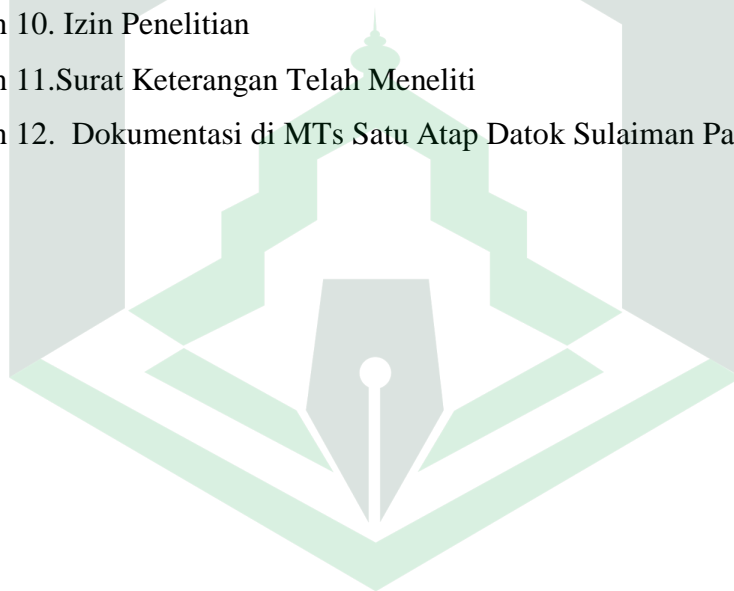 n 10. Izin Penelitian
n 11.Surat Keterangan Telah Meneliti
n 12. Dokumentasi di MTs Satu Atap Datok Sulaiman Pa